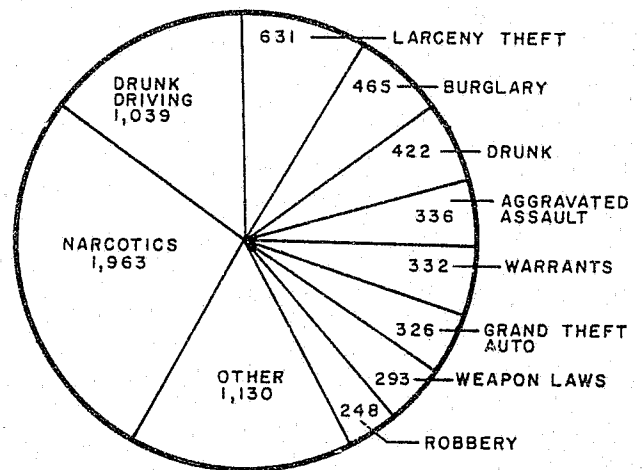 631 LARCENY THEFT
465 BURGLARY
422 DRUNK
336 AGGRAVATED
ASSAULT
332 WARRANTS
326 GRAND THEFT
AUTO
293 WEAPON LAWS
248 ROBBERY
OTHER
1,130
NARCOTICS
1,963
DRUNK
DRIVING
1,039